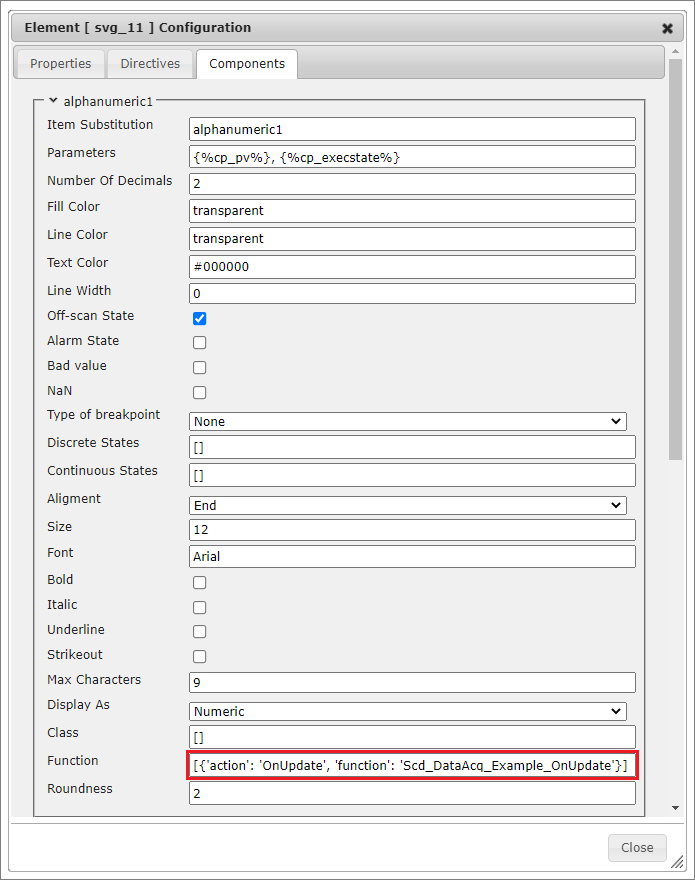 Element [ svg_11 ] Configuration
Properties Directives Components
alphanumeric1
Item Substitution alphanumeric1
Parameters {%cp_pv%}, {%cp_execstate%}
Number Of Decimals 2
Fill Color transparent
Line Color transparent
Text Color #000000
Line Width 0
Off-scan State
Alarm State
Bad value
NaN
Type of breakpoint None
Discrete States []
Continuous States []
Aligment End
Size 12
Font Arial
Bold
Italic
Underline
Strikeout
Max Characters 9
Display As Numeric
Class []
Function [{'action': 'OnUpdate', 'function': 'Scd_DataAcq_Example_OnUpdate'}]
Roundness 2
Close